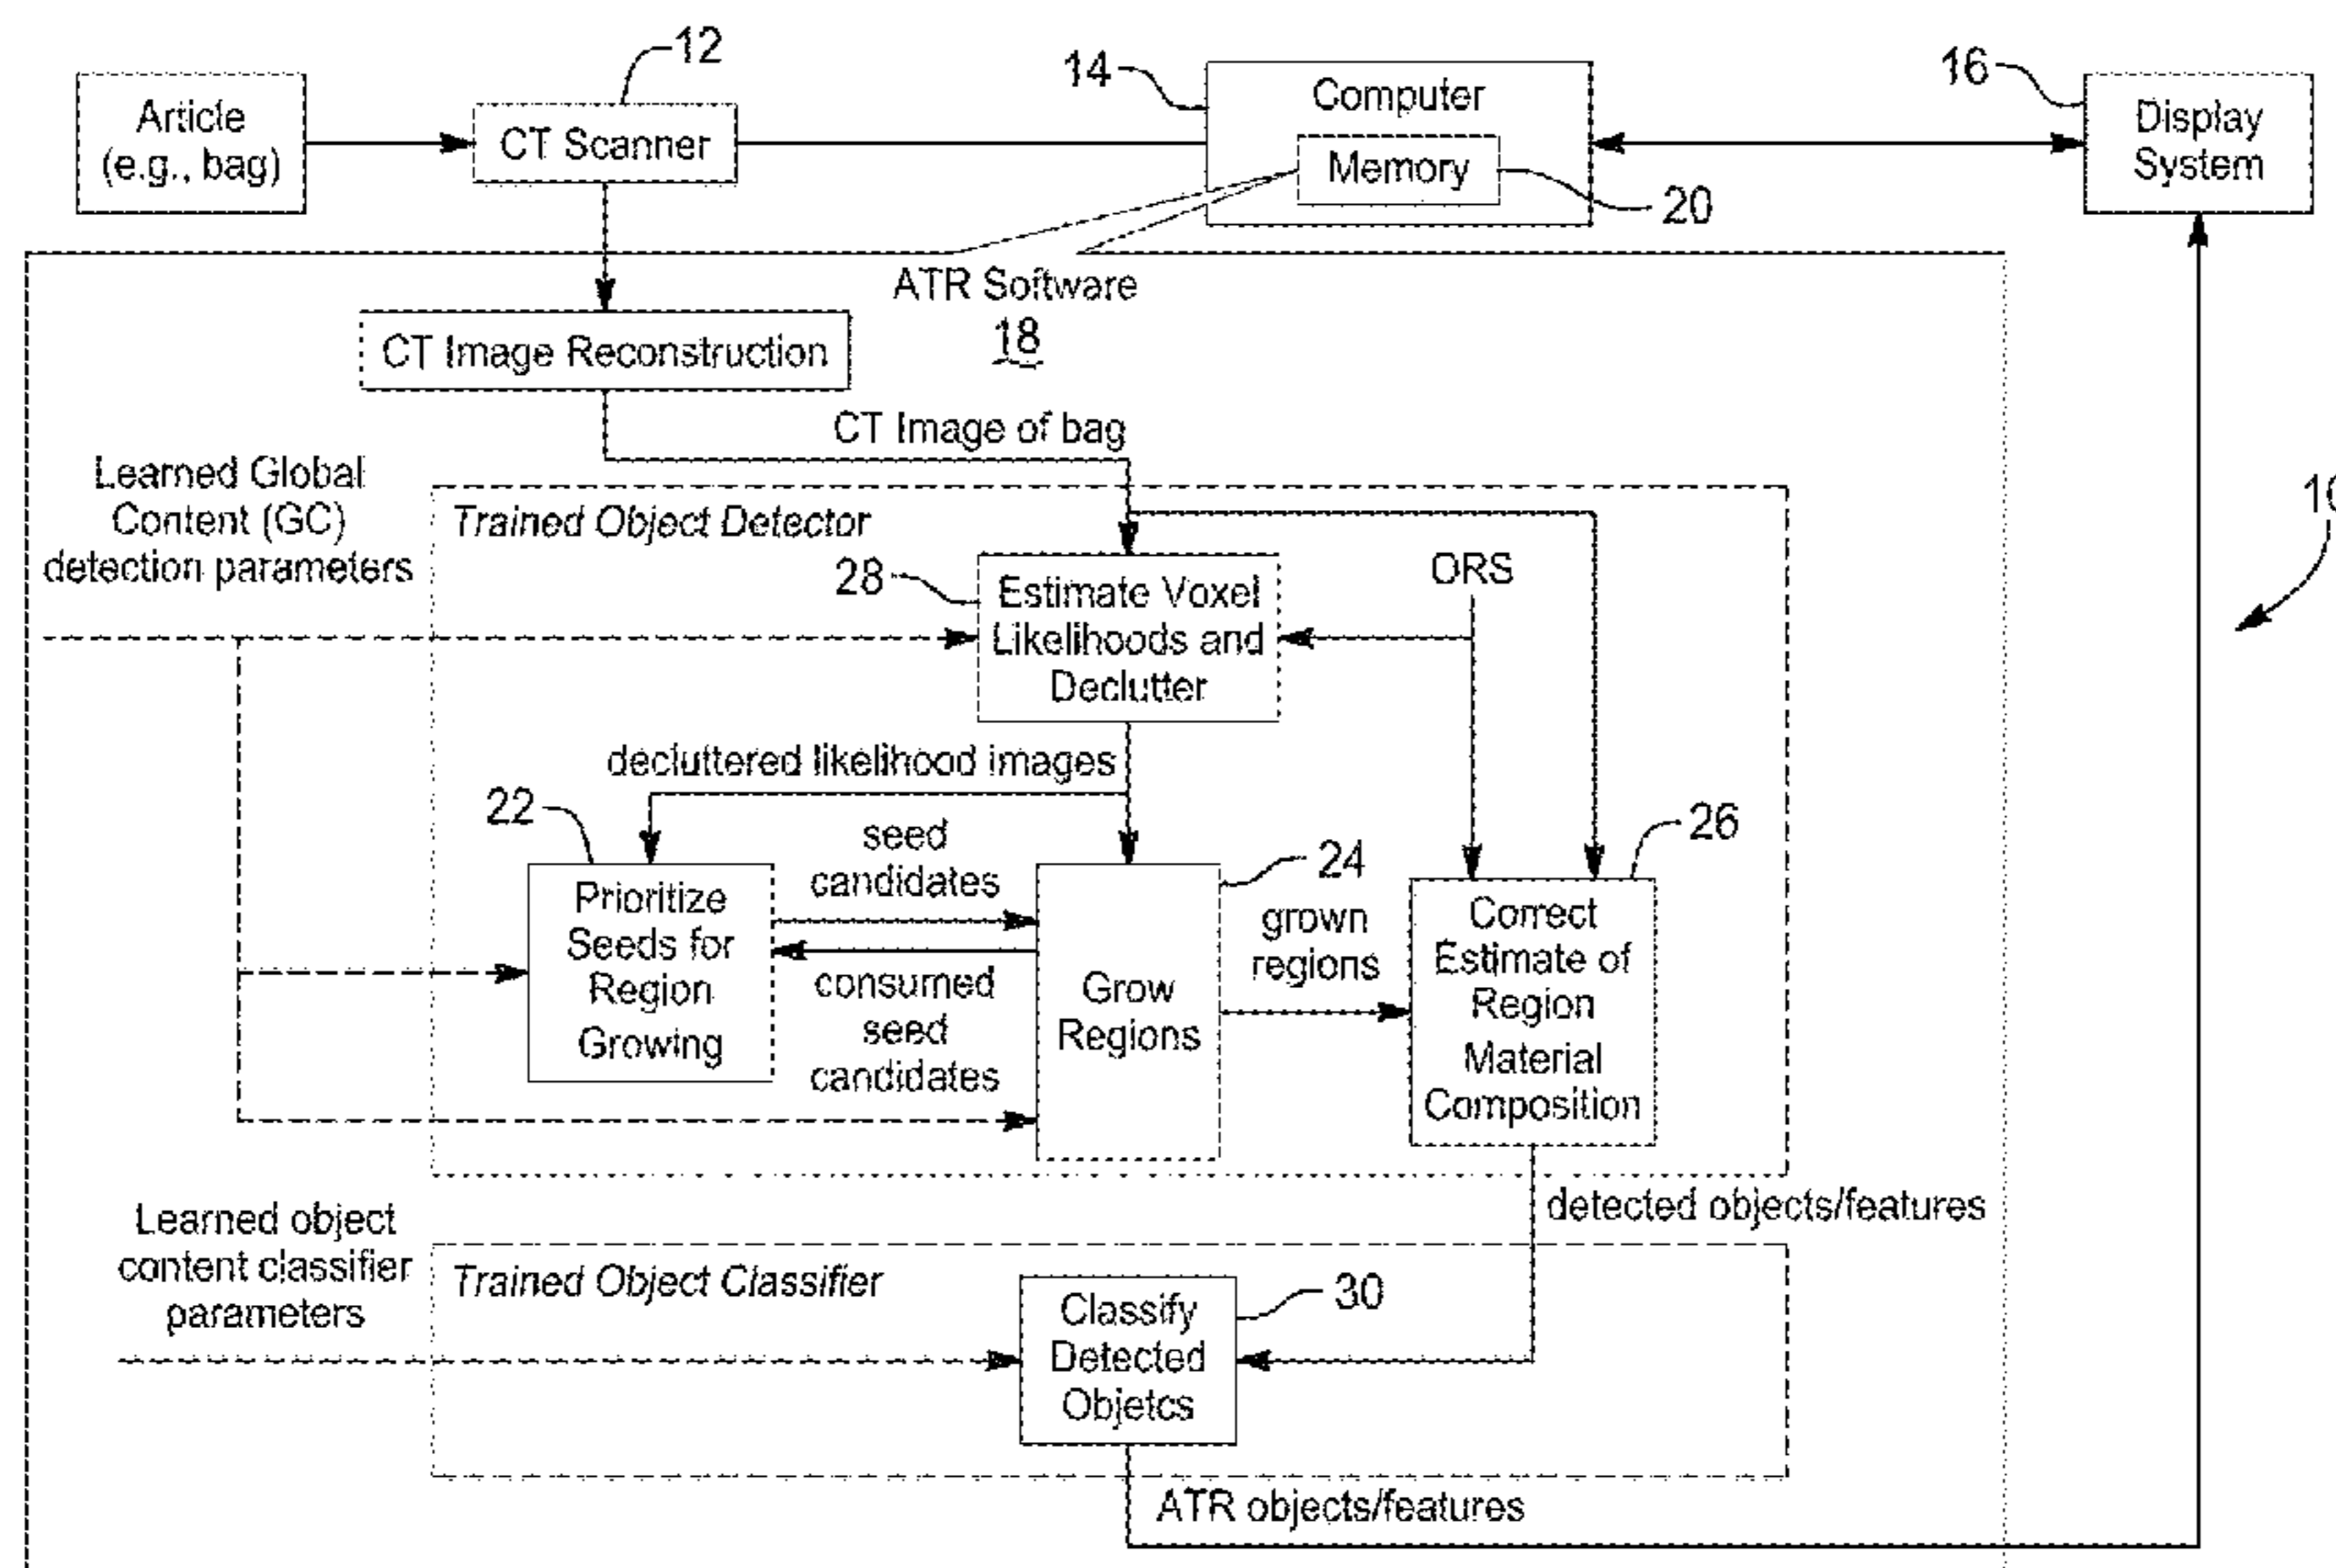 12
14
16
Article
(e.g., bag)
CT Scanner
Computer
Memory
20
Display
System
ATR Software
18
CT Image Reconstruction
CT Image of bag
Learned Global
Content (GC)
detection parameters
10
Trained Object Detector
28
Estimate Voxel
Likelihoods and
Declutter
ORS
decluttered likelihood images
22
Prioritize
Seeds for
Region
Growing
seed
candidates
consumed
seed
candidates
24
Grow
Regions
grown
regions
26
Correct
Estimate of
Region
Material
Composition
detected objects/features
Learned object
content classifier
parameters
Trained Object Classifier
30
Classify
Detected
Objetcs
ATR objects/features